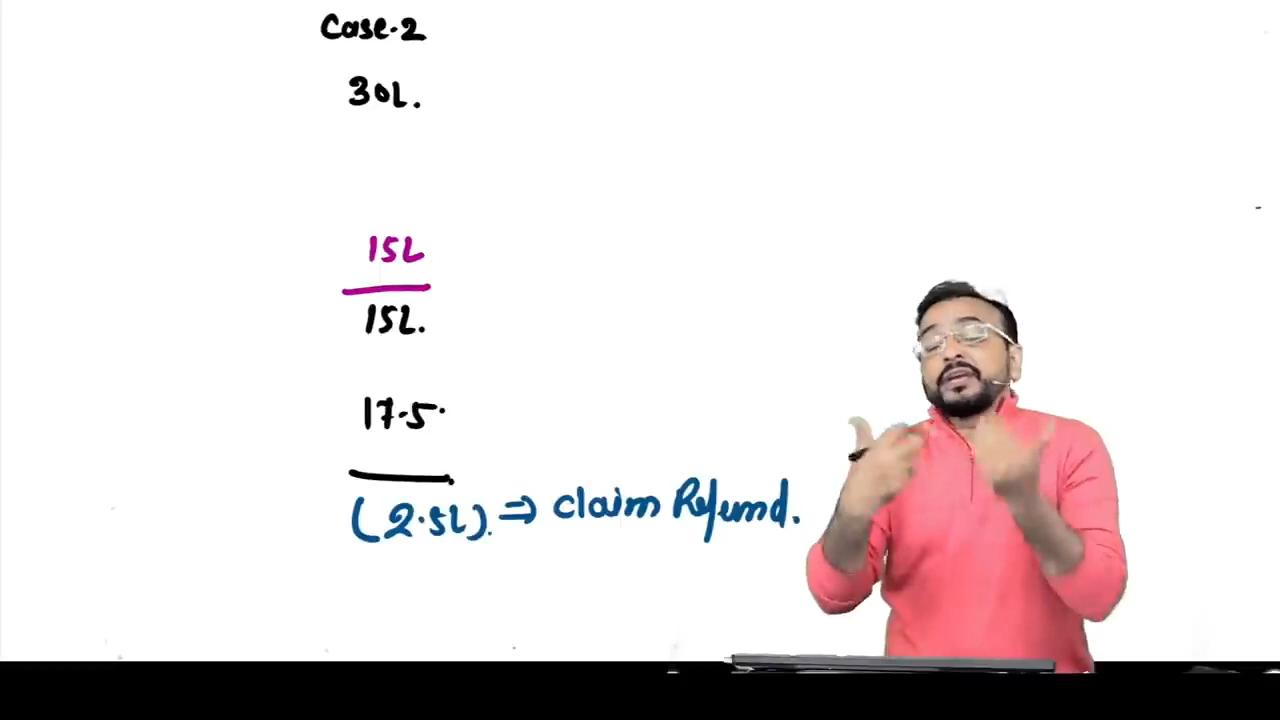 Case-2
30L.
15L
15L.
17.5.
(2.5L). ⇒ claim Refund.